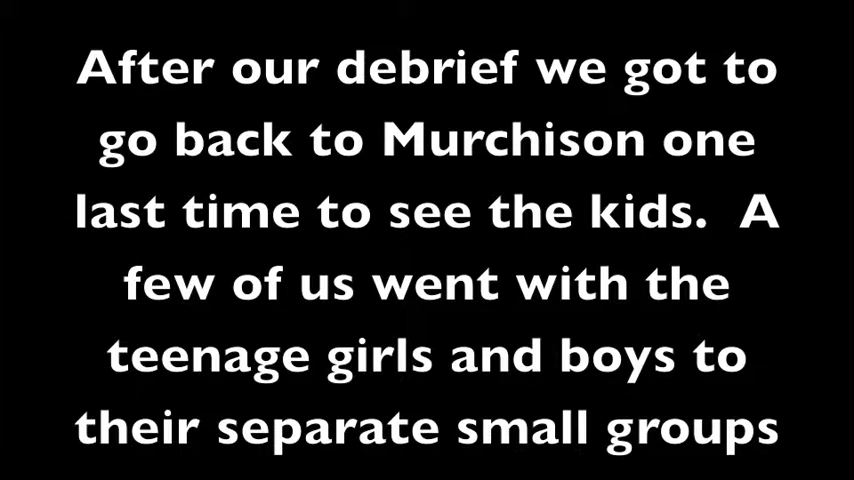 After our debrief we got to
go back to Murchison one
last time to see the kids.  A
few of us went with the
teenage girls and boys to
their separate small groups